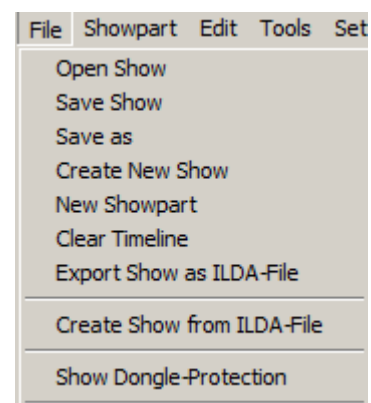 File Showpart Edit Tools Set
Open Show
Save Show
Save as
Create New Show
New Showpart
Clear Timeline
Export Show as ILDA-File
Create Show from ILDA-File
Show Dongle-Protection